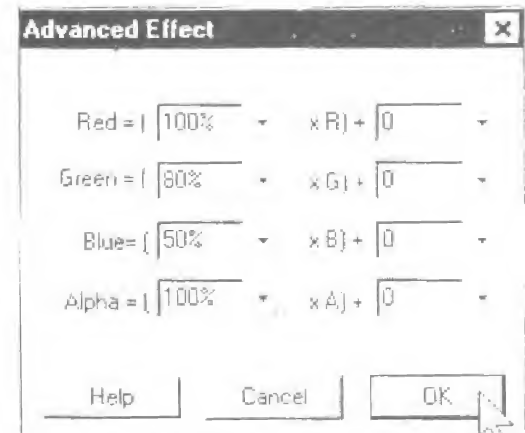 Advanced Effect
Red = ( 100% x R) + 0
Green = ( 80% x G) + 0
Blue= ( 50% x B) + 0
Alpha = ( 100% x A) + 0
Help Cancel OK